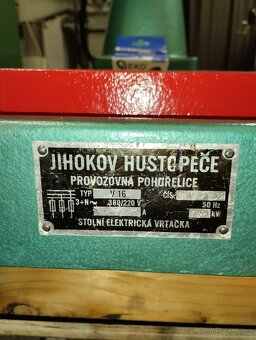 JIHOKOV HUSTOPEČE
PROVOZOVNA POHOŘELICE
TYP V 16 Čís.
3+N~ 380/220 V 50 Hz
A kW
STOLNÍ ELEKTRICKÁ VRTAČKA